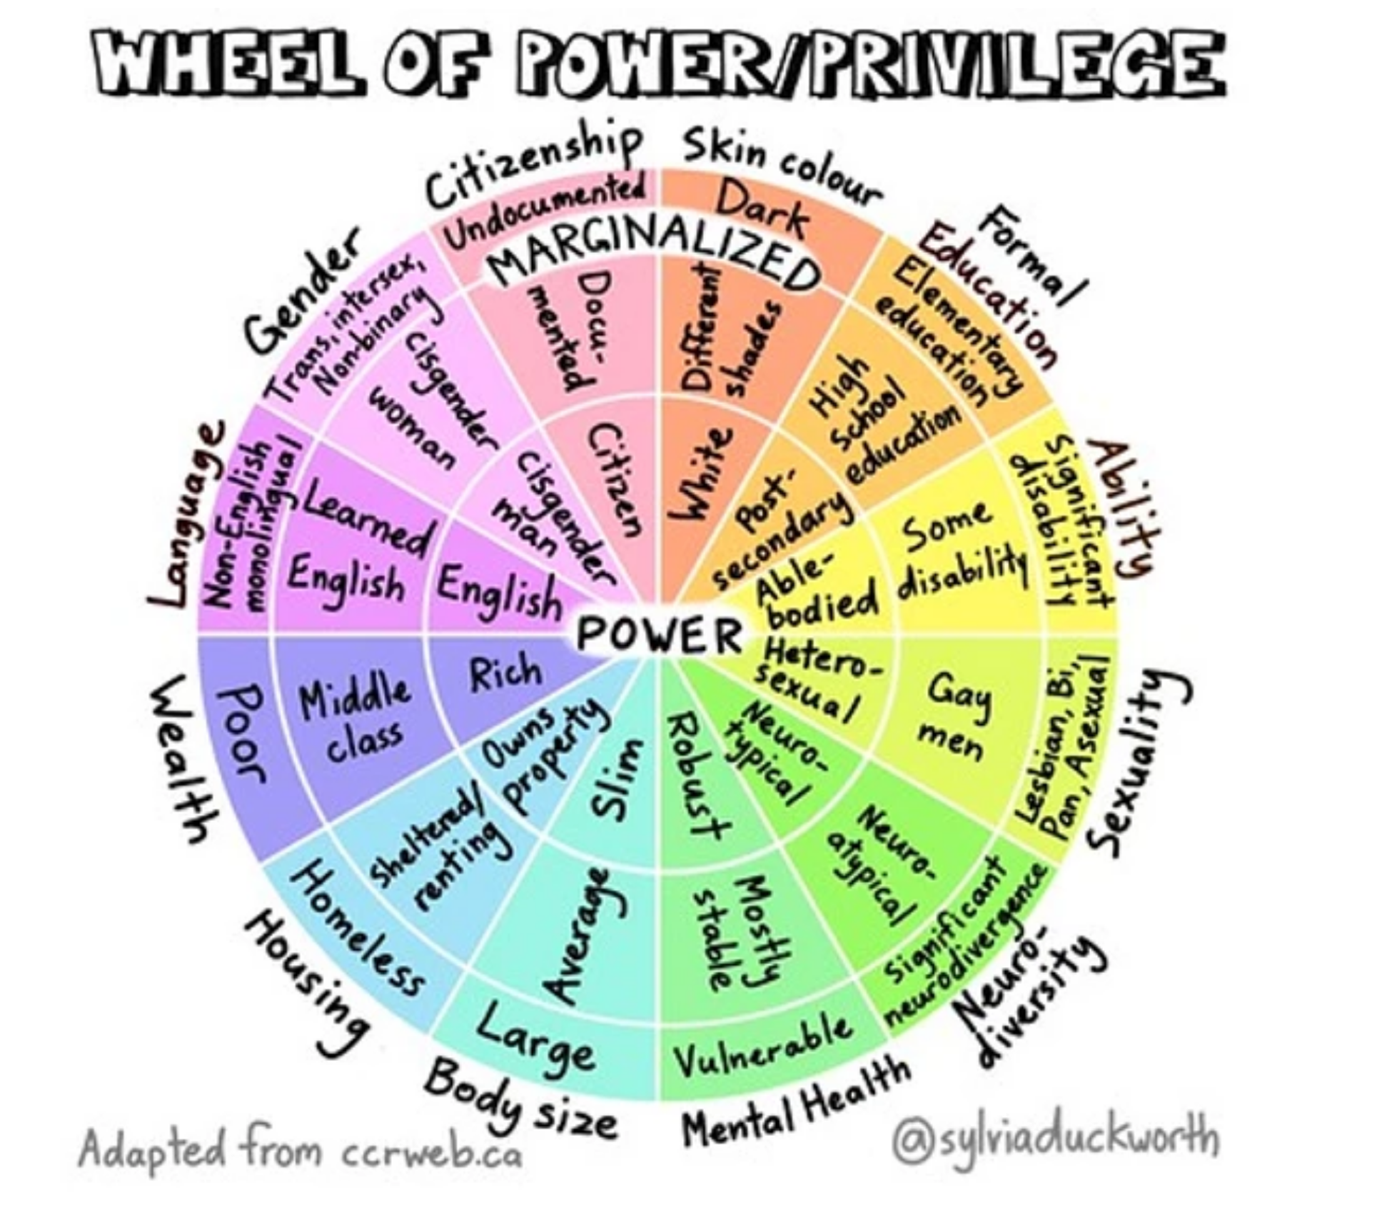 WHEEL OF POWER/PRIVILEGE
Citizenship
Undocumented
MARGINALIZED
Docu-
mented
Citizen
Skin colour
Dark
Different
shades
White
Formal
Education
Elementary
education
High
School
education
Post-
secondary
Ability
Significant
disability
Some
disability
Able-
bodied
Sexuality
Lesbian, Bi,
Pan, Asexual
Gay
men
Hetero-
sexual
Neuro-
diversity
Significant
neurodivergence
Neuro-
atypical
Neuro-
typical
Mental Health
Vulnerable
Mostly
stable
Robust
Body size
Large
Average
Slim
Housing
Homeless
Sheltered/
renting
Owns
property
Wealth
Poor
Middle
class
Rich
Language
Non-English
monolingual
Learned
English
English
Gender
Trans, intersex,
Non-binary
Cisgender
woman
Cisgender
man
POWER
Adapted from ccrweb.ca
@sylviaduckworth